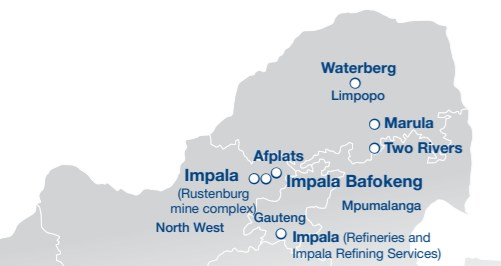 Waterberg
Limpopo
Marula
Two Rivers
Afplats
Impala
(Rustenburg
mine complex)
Impala Bafokeng
Mpumalanga
Gauteng
North West
Impala (Refineries and
Impala Refining Services)